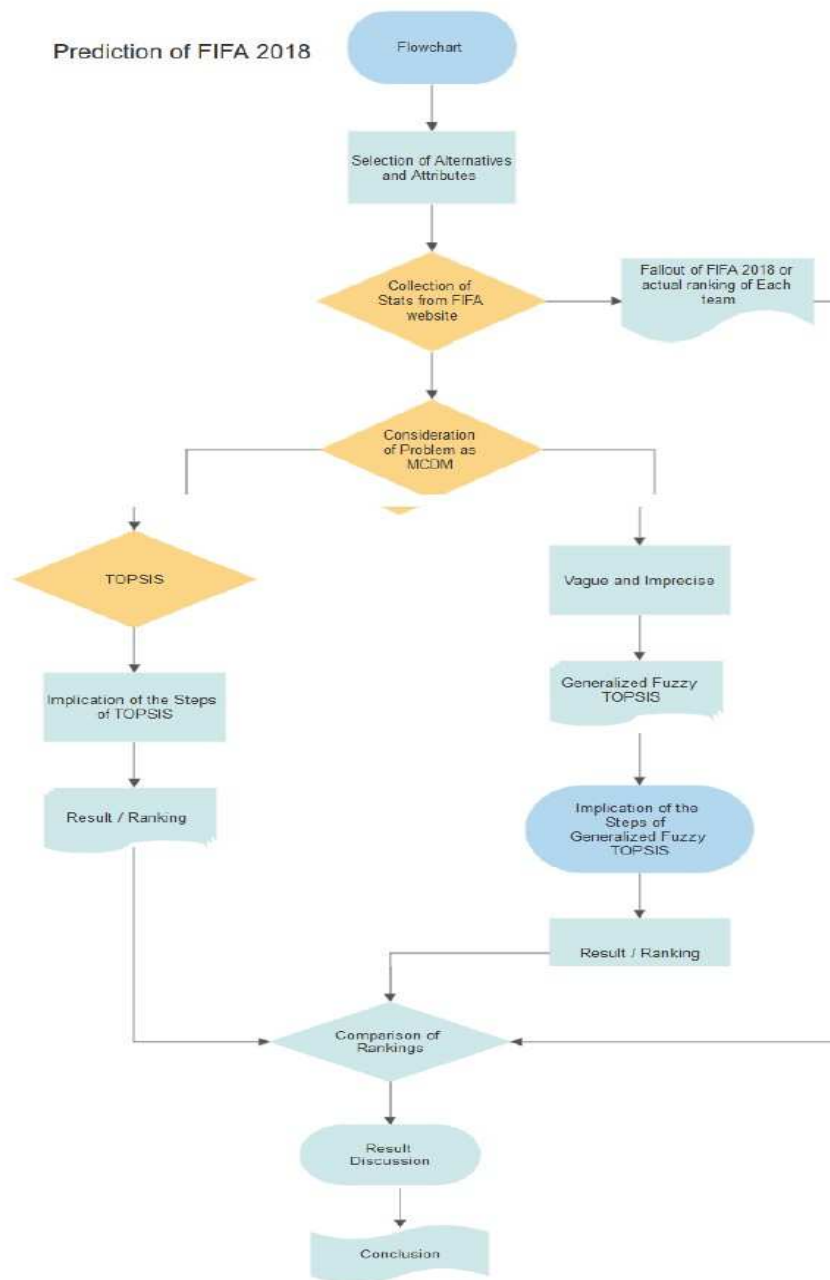 Prediction of FIFA 2018
Flowchart
Selection of Alternatives
and Attributes
Collection of
Stats from FIFA
website
Fallout of FIFA 2018 or
actual ranking of Each
team
Consideration
of Problem as
MCDM
TOPSIS
Vague and Imprecise
Implication of the Steps
of TOPSIS
Generalized Fuzzy
TOPSIS
Result / Ranking
Implication of the
Steps of
Generalized Fuzzy
TOPSIS
Result / Ranking
Comparison of
Rankings
Result
Discussion
Conclusion